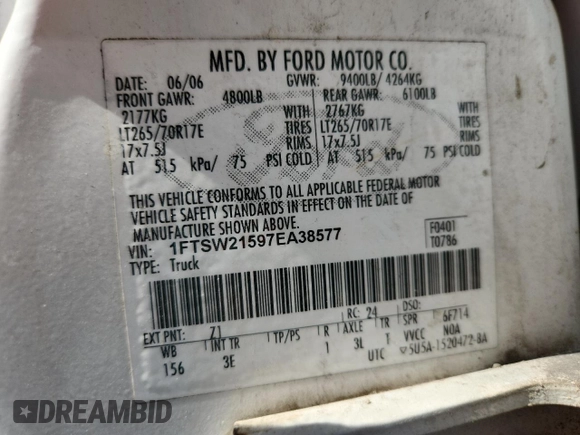 MFD. BY FORD MOTOR CO.
DATE: 06/06 GVWR: 9400LB/ 4264KG
FRONT GAWR: 4800LB REAR GAWR: 6100LB
2177KG WITH 2767KG WITH
LT265/70R17E TIRES LT265/70R17E TIRES
17x7.5J RIMS 17x7.5J RIMS
AT 515 kPa/ 75 PSI COLD AT 515 kPa/ 75 PSI COLD
THIS VEHICLE CONFORMS TO ALL APPLICABLE FEDERAL MOTOR
VEHICLE SAFETY STANDARDS IN EFFECT ON THE DATE OF
MANUFACTURE SHOWN ABOVE.
VIN: 1FTSW21597EA38577 F0401
TYPE: Truck T0786
EXT PNT: Z1 RC: 24 DSO:
WB INT TR TP/PS R AXLE TR SPR 6F714
156 3E 1 3L T VVCC NOA
UTC 5U5A-1520472-BA
DREAMBID